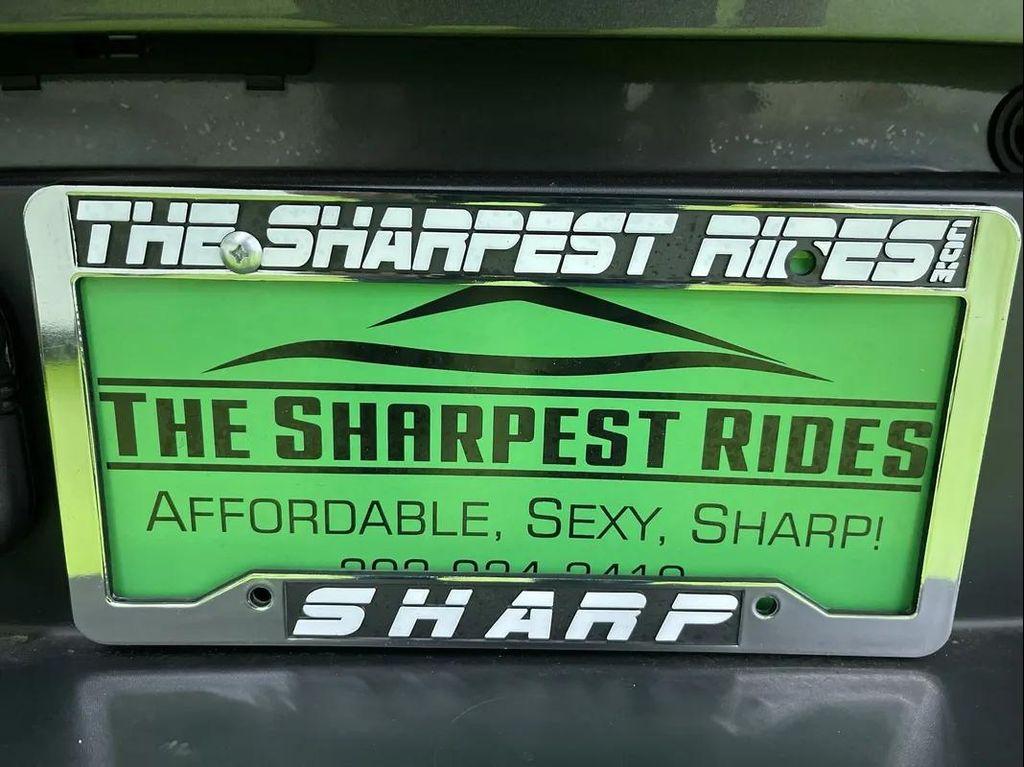 THE SHARPEST RIDES.COM
THE SHARPEST RIDES
AFFORDABLE, SEXY, SHARP!
SHARP